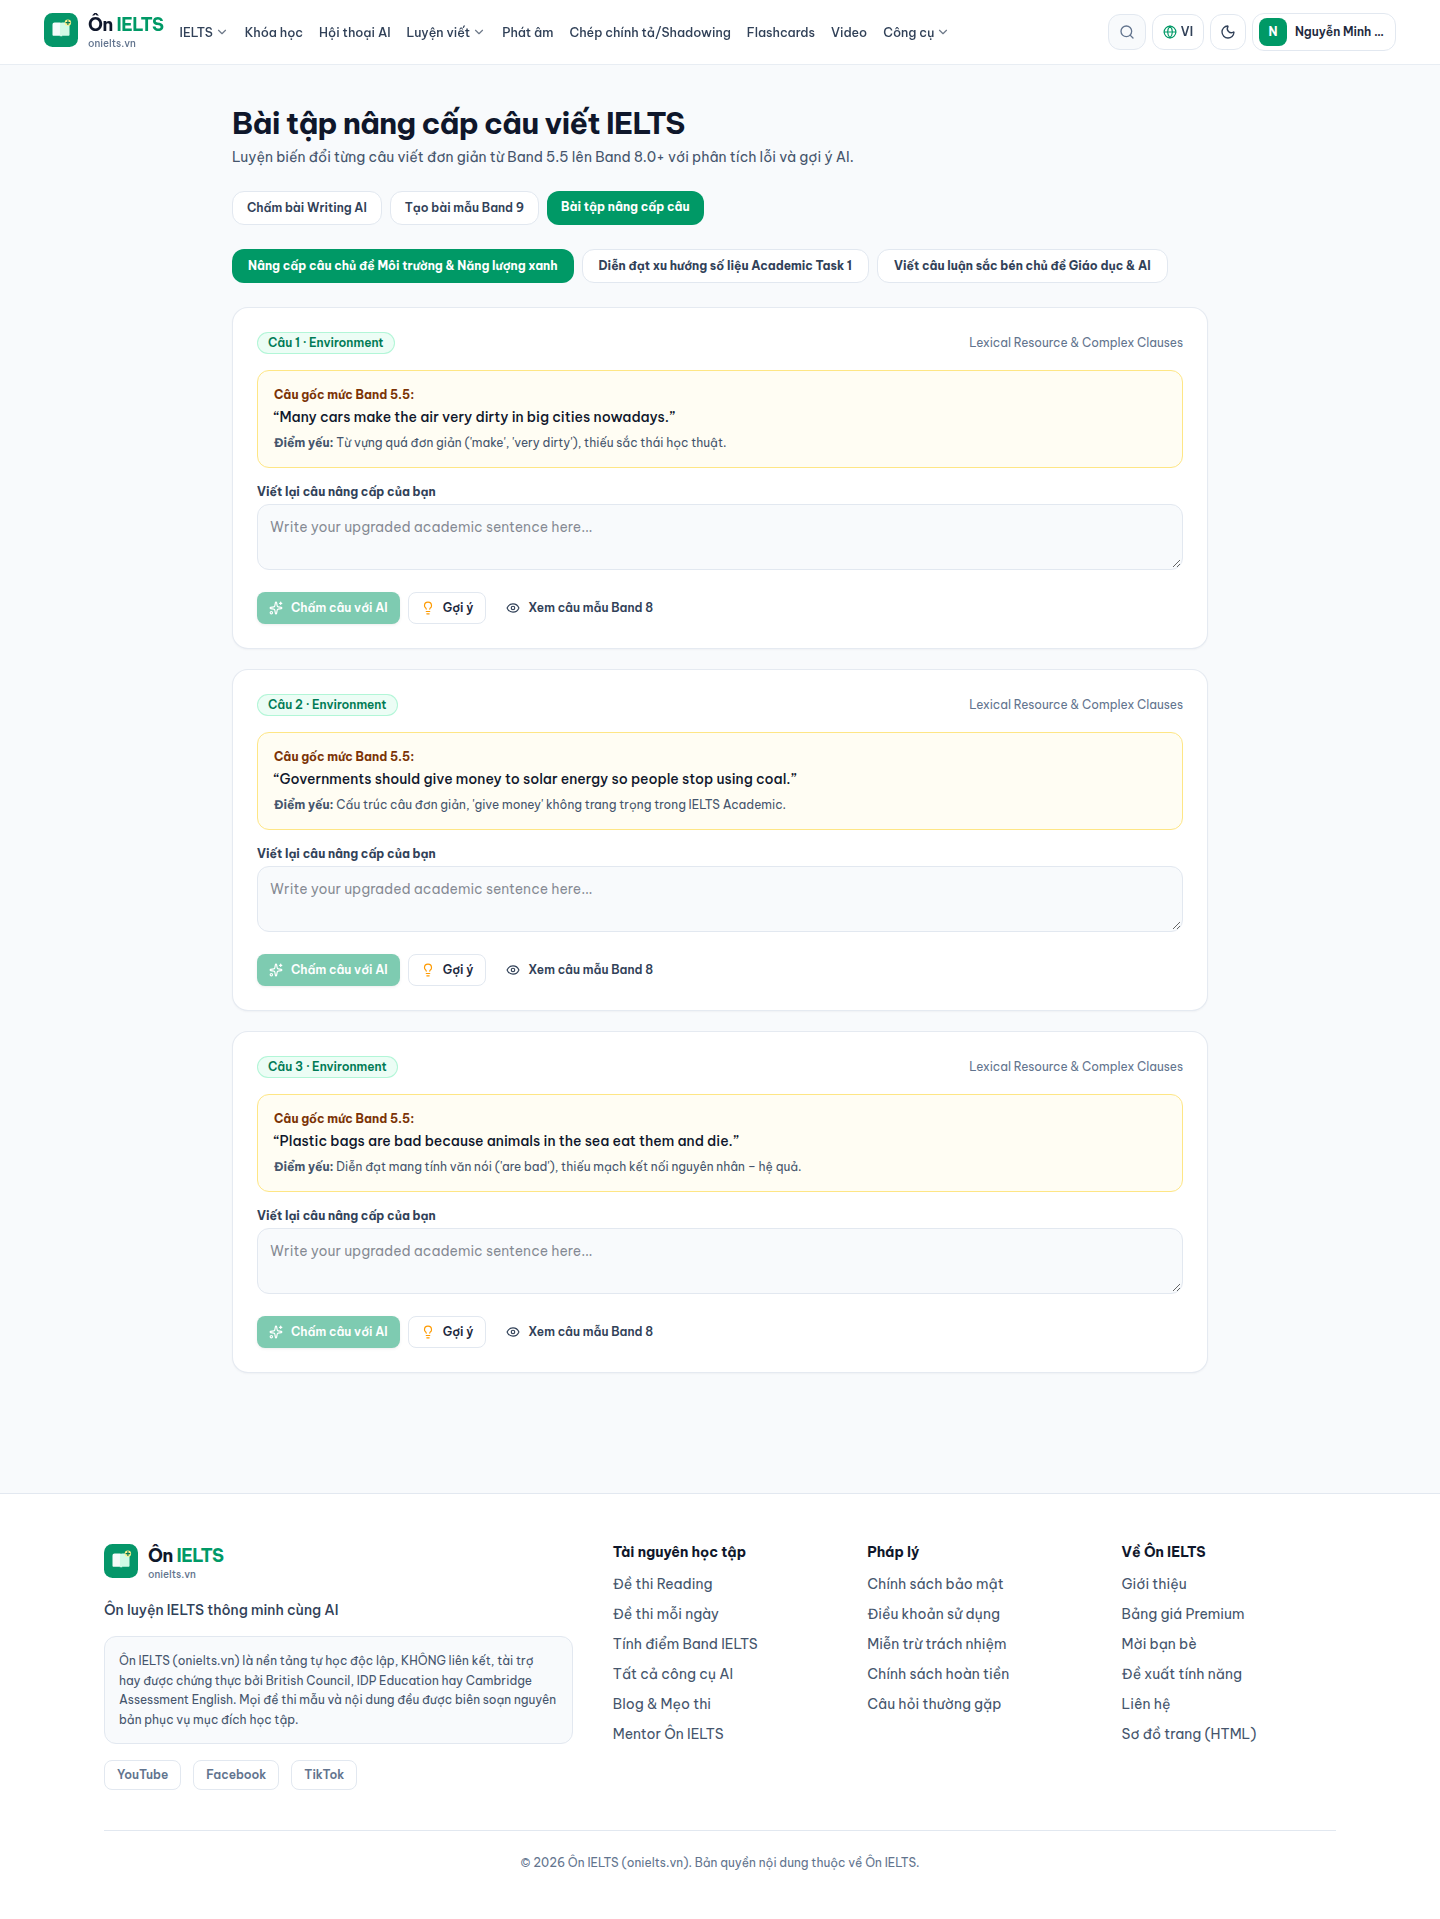 Ôn IELTS
onielts.vn
IELTS
Khóa học
Hội thoại AI
Luyện viết
Phát âm
Chép chính tả/Shadowing
Flashcards
Video
Công cụ
VI
N
Nguyễn Minh ...
Bài tập nâng cấp câu viết IELTS
Luyện biến đổi từng câu viết đơn giản từ Band 5.5 lên Band 8.0+ với phân tích lỗi và gợi ý AI.
Chấm bài Writing AI
Tạo bài mẫu Band 9
Bài tập nâng cấp câu
Nâng cấp câu chủ đề Môi trường & Năng lượng xanh
Diễn đạt xu hướng số liệu Academic Task 1
Viết câu luận sắc bén chủ đề Giáo dục & AI
Câu 1 · Environment
Lexical Resource & Complex Clauses
Câu gốc mức Band 5.5:
“Many cars make the air very dirty in big cities nowadays.”
Điểm yếu: Từ vựng quá đơn giản ('make', 'very dirty'), thiếu sắc thái học thuật.
Viết lại câu nâng cấp của bạn
Write your upgraded academic sentence here...
Chấm câu với AI
Gợi ý
Xem câu mẫu Band 8
Câu 2 · Environment
Lexical Resource & Complex Clauses
Câu gốc mức Band 5.5:
“Governments should give money to solar energy so people stop using coal.”
Điểm yếu: Cấu trúc câu đơn giản, 'give money' không trang trọng trong IELTS Academic.
Viết lại câu nâng cấp của bạn
Write your upgraded academic sentence here...
Chấm câu với AI
Gợi ý
Xem câu mẫu Band 8
Câu 3 · Environment
Lexical Resource & Complex Clauses
Câu gốc mức Band 5.5:
“Plastic bags are bad because animals in the sea eat them and die.”
Điểm yếu: Diễn đạt mang tính văn nói ('are bad'), thiếu mạch kết nối nguyên nhân – hệ quả.
Viết lại câu nâng cấp của bạn
Write your upgraded academic sentence here...
Chấm câu với AI
Gợi ý
Xem câu mẫu Band 8
Ôn IELTS
onielts.vn
Ôn luyện IELTS thông minh cùng AI
Ôn IELTS (onielts.vn) là nền tảng tự học độc lập, KHÔNG liên kết, tài trợ
hay được chứng thực bởi British Council, IDP Education hay Cambridge
Assessment English. Mọi đề thi mẫu và nội dung đều được biên soạn nguyên
bản phục vụ mục đích học tập.
YouTube
Facebook
TikTok
Tài nguyên học tập
Đề thi Reading
Đề thi mỗi ngày
Tính điểm Band IELTS
Tất cả công cụ AI
Blog & Mẹo thi
Mentor Ôn IELTS
Pháp lý
Chính sách bảo mật
Điều khoản sử dụng
Miễn trừ trách nhiệm
Chính sách hoàn tiền
Câu hỏi thường gặp
Về Ôn IELTS
Giới thiệu
Bảng giá Premium
Mời bạn bè
Đề xuất tính năng
Liên hệ
Sơ đồ trang (HTML)
© 2026 Ôn IELTS (onielts.vn). Bản quyền nội dung thuộc về Ôn IELTS.